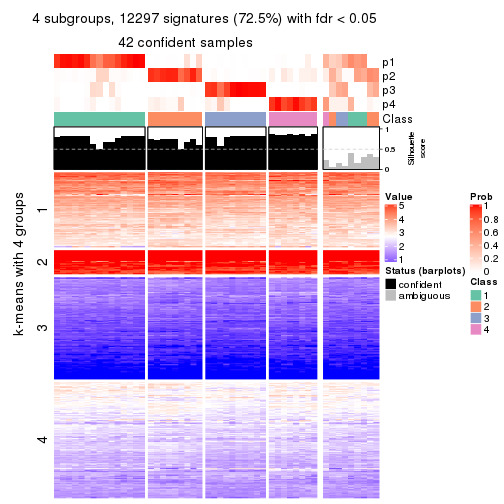 4 subgroups, 12297 signatures (72.5%) with fdr < 0.05
42 confident samples
p1
p2
p3
p4
Class
1
0.5
0
Silhouette
score
k-means with 4 groups
1
2
3
4
Value
5
4
3
2
1
Status (barplots)
confident
ambiguous
Prob
1
0.8
0.6
0.4
0.2
0
Class
1
2
3
4